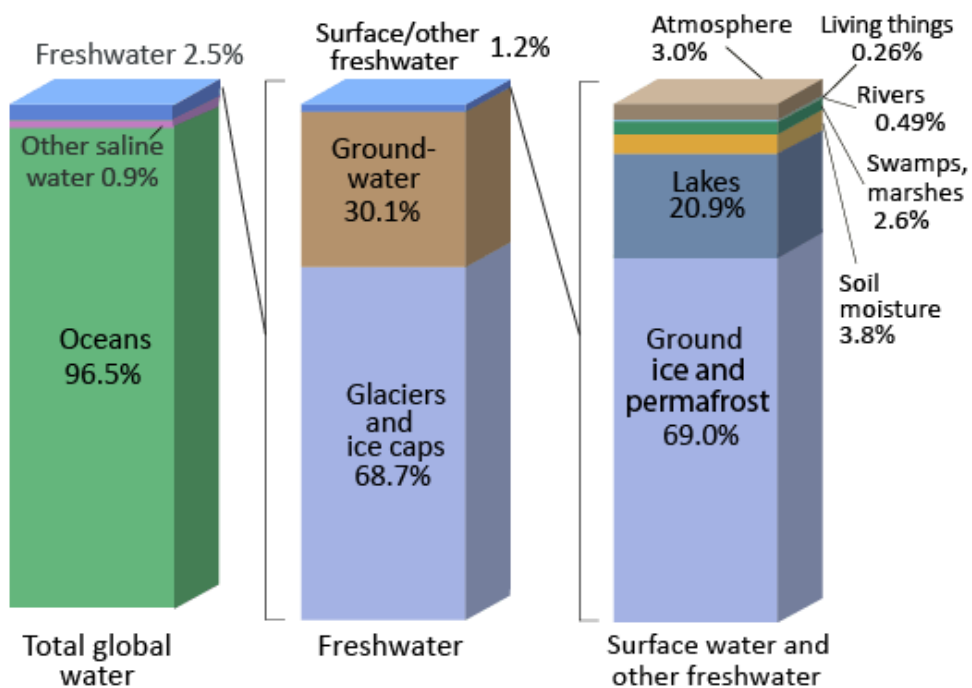 Freshwater 2.5%
Other saline
water 0.9%
Oceans
96.5%
Total global
water
Surface/other
freshwater
1.2%
Ground-
water
30.1%
Glaciers and
ice caps
68.7%
Freshwater
Atmosphere
3.0%
Living things
0.26%
Rivers
0.49%
Swamps,
marshes
2.6%
Soil
moisture
3.8%
Lakes
20.9%
Ground
ice and
permafrost
69.0%
Surface water and
other freshwater